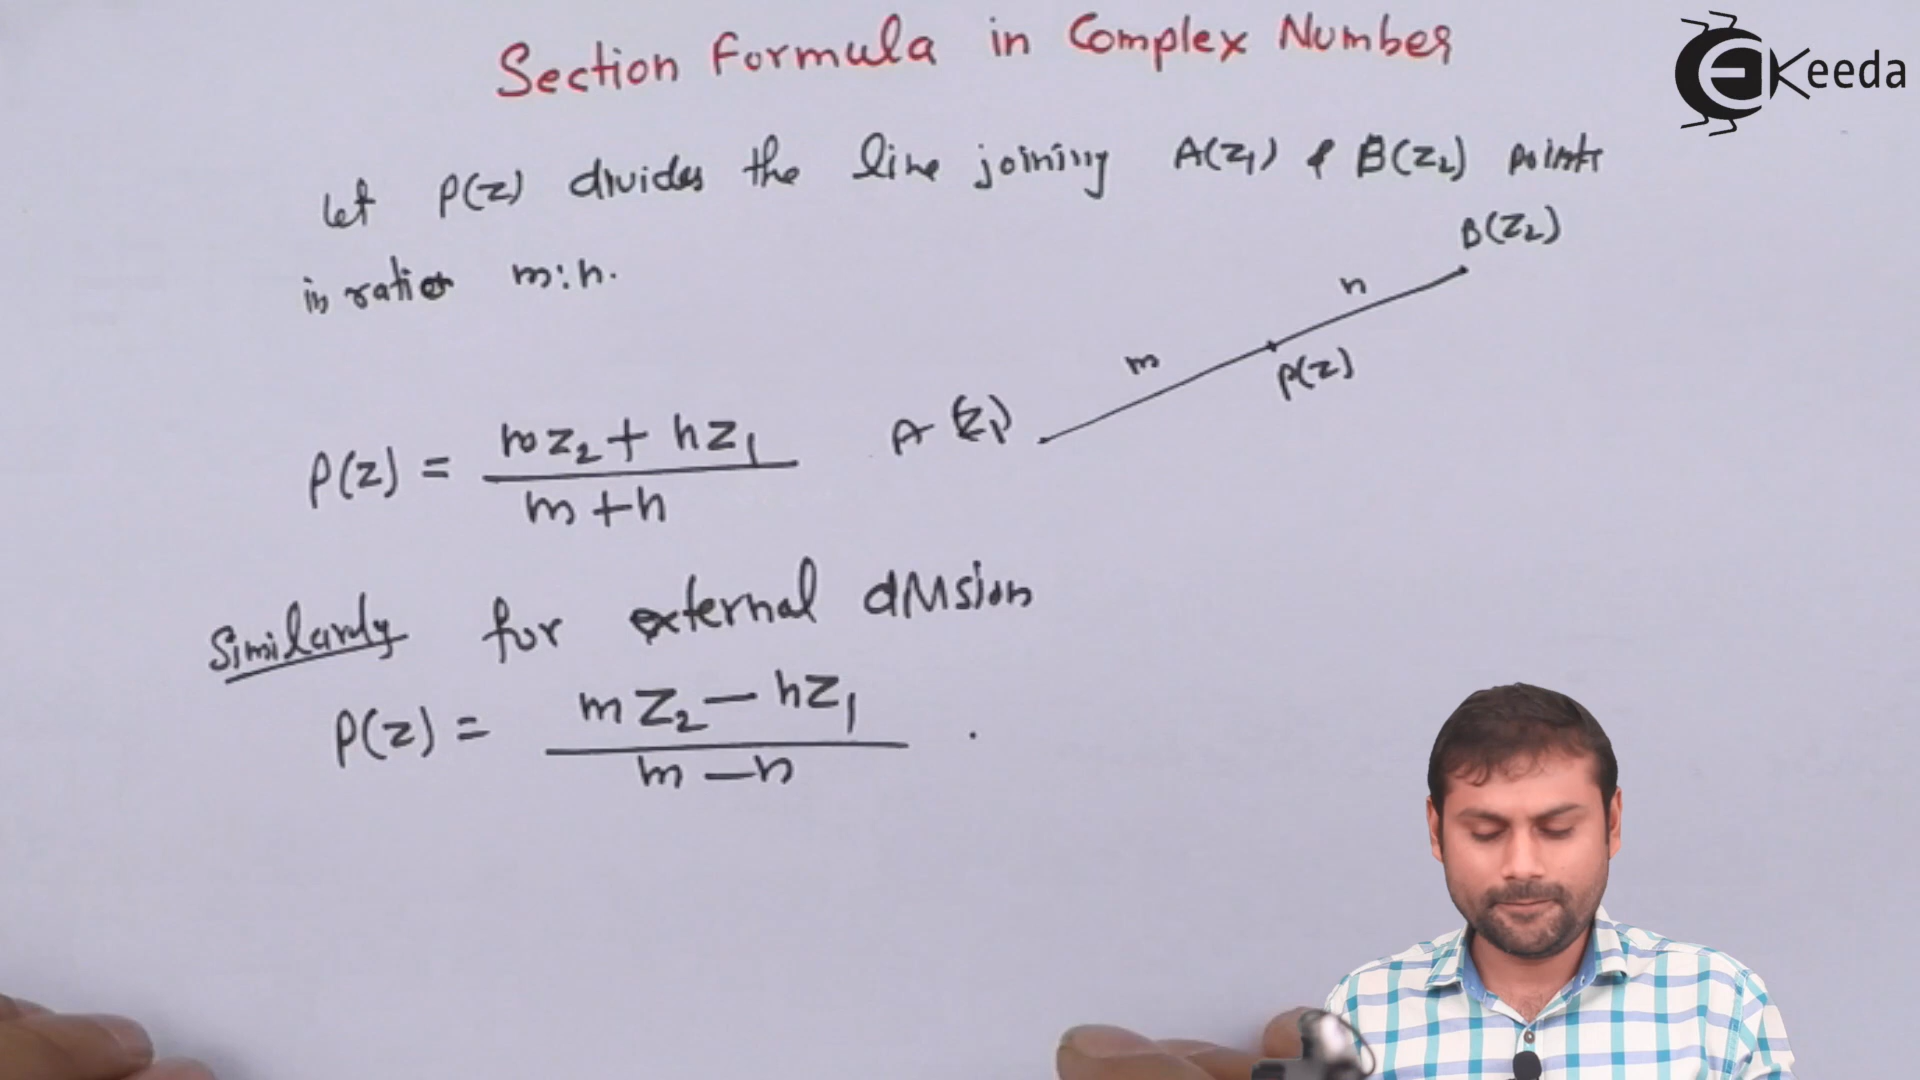 Section Formula in Complex Number
EKeeda
Let P(z) divides the line joining A(z1) & B(z2) points
in ratio m:n.
B(z2)
n
m
P(z)
A(z1)
P(z) = mz2 + nz1
m + n
Similarly for external division
P(z) = mz2 - nz1 .
m - n